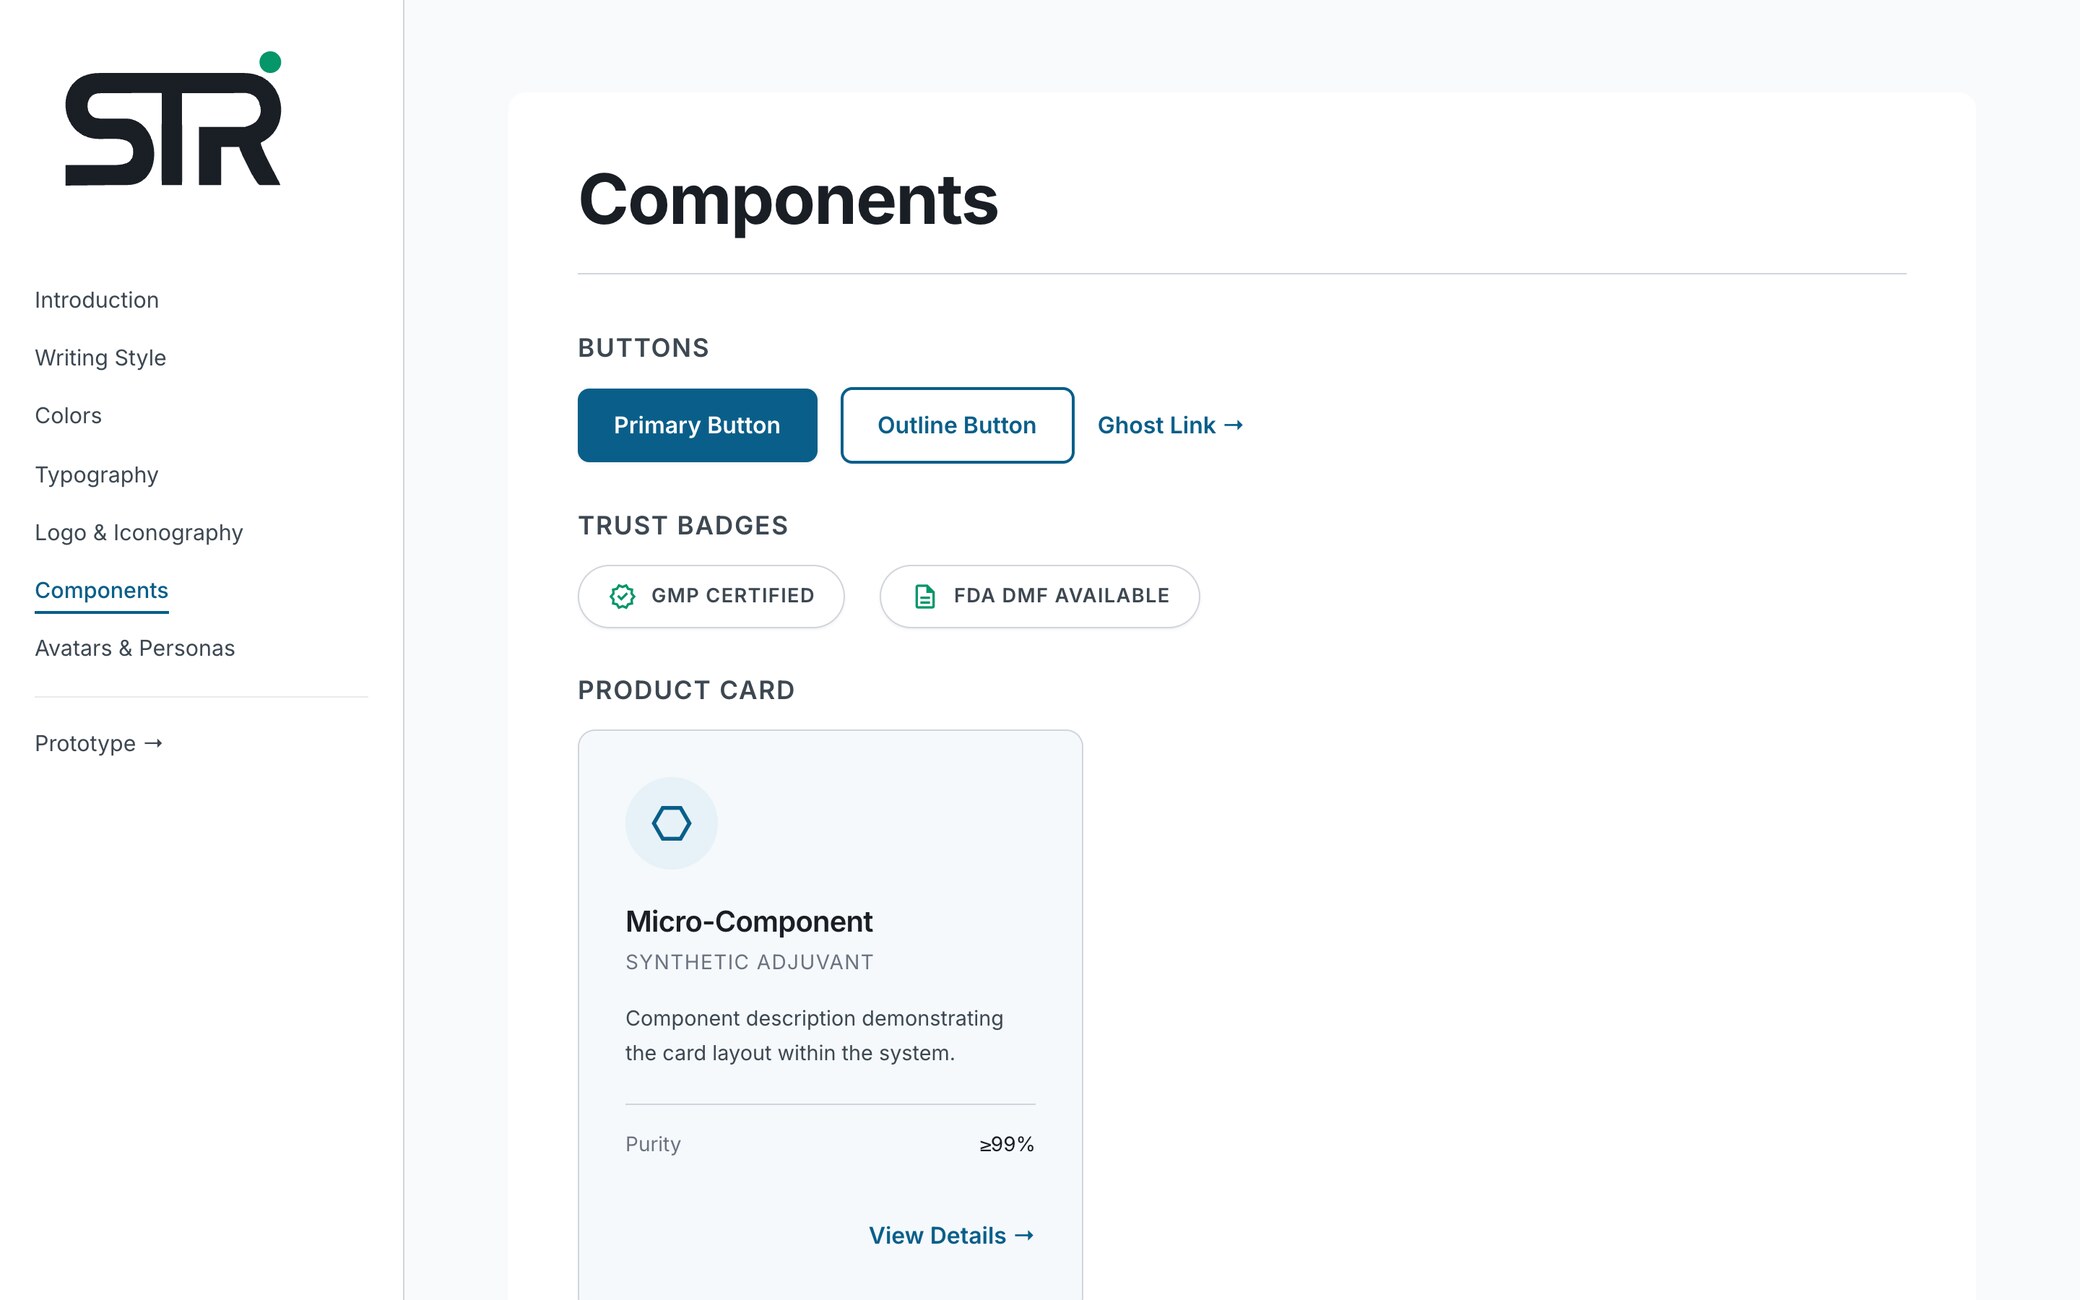 STR
Introduction
Writing Style
Colors
Typography
Logo & Iconography
Components
Avatars & Personas
Prototype →
Components
BUTTONS
Primary Button
Outline Button
Ghost Link →
TRUST BADGES
GMP CERTIFIED
FDA DMF AVAILABLE
PRODUCT CARD
Micro-Component
SYNTHETIC ADJUVANT
Component description demonstrating
the card layout within the system.
Purity ≥99%
View Details →